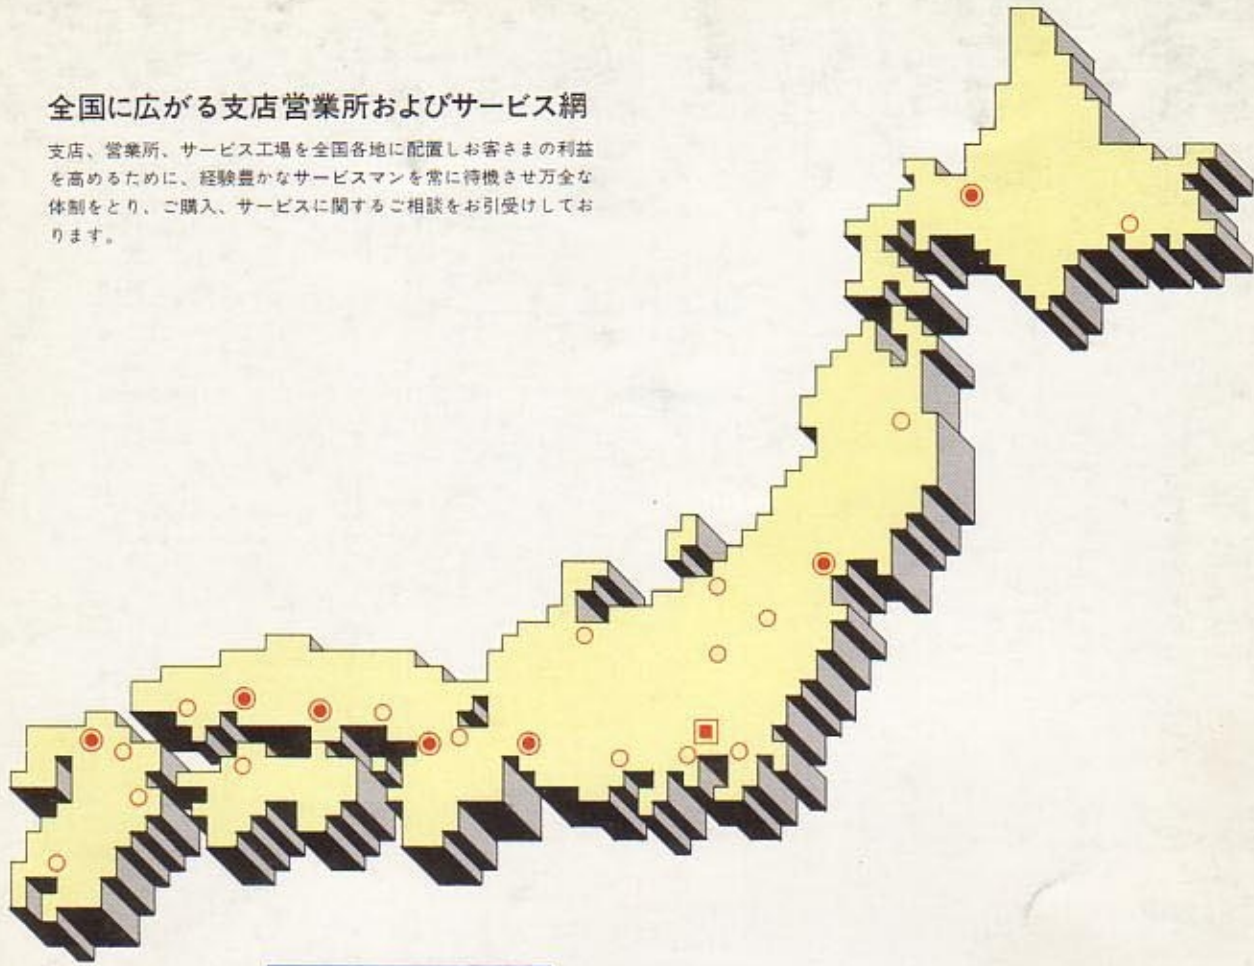 全国に広がる支店営業所およびサービス網
支店、営業所、サービス工場を全国各地に配置しお客さまの利益
を高めるために、経験豊かなサービスマンを常に待機させ万全な
体制をとり、ご購入、サービスに関するご相談をお引受けしてお
ります。